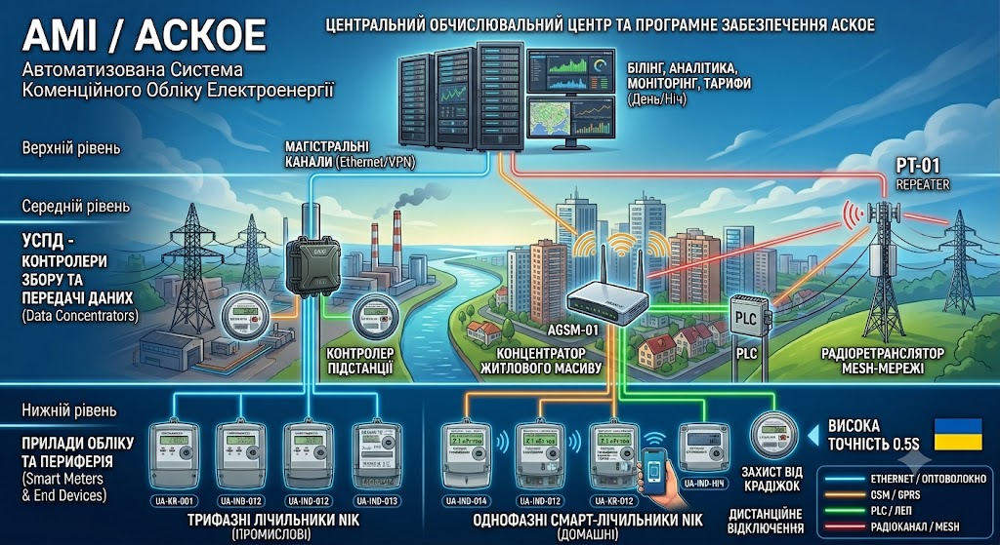 AMI / АСКОЕ
Автоматизована Система
Коменційного Обліку Електроенергії
ЦЕНТРАЛЬНИЙ ОБЧИСЛЮВАЛЬНИЙ ЦЕНТР ТА ПРОГРАМНЕ ЗАБЕЗПЕЧЕННЯ АСКОЕ
БІЛІНГ, АНАЛІТИКА,
МОНІТОРІНГ, ТАРИФИ
(День/Ніч)
Верхній рівень
МАГІСТРАЛЬНІ
КАНАЛИ (Ethernet/VPN)
РТ-01
REPEATER
Середній рівень
УСПД -
КОНТРОЛЕРИ
ЗБОРУ ТА
ПЕРЕДАЧІ ДАНИХ
(Data Concentrators)
КОНТРОЛЕР
ПІДСТАНЦІЇ
AGSM-01
КОНЦЕНТРАТОР
ЖИТЛОВОГО МАСИВУ
PLC
PLC
РАДІОРЕТРАНСЛЯТОР
MESH-МЕРЕЖІ
Нижній рівень
ПРИЛАДИ ОБЛІКУ
ТА ПЕРИФЕРІЯ
(Smart Meters
& End Devices)
UA-KR-001
UA-INB-012
UA-IND-012
UA-IND-013
ТРИФАЗНІ ЛІЧИЛЬНИКИ NIK
(ПРОМИСЛОВІ)
UA-IND-014
UA-IND-012
UA-KR-012
UA-IND-НІЧ
ОДНОФАЗНІ СМАРТ-ЛІЧИЛЬНИКИ NIK
(ДОМАШНІ)
ЗАХИСТ ВІД
КРАДІЖОК
ДИСТАНЦІЙНЕ
ВІДКЛЮЧЕННЯ
ВИСОКА
ТОЧНІСТЬ 0.5S
ETHERNET / ОПТОВОЛОКНО
GSM / GPRS
PLC / ЛЕП
РАДІОКАНАЛ / MESH